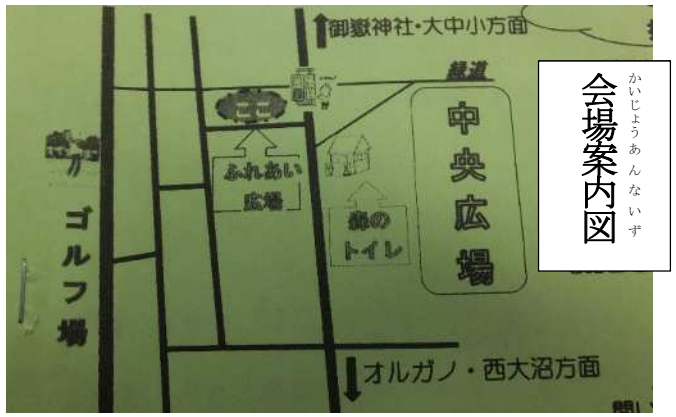 会場案内図
かいじょうあんないず
御嶽神社・大中小方面
緑道
中央広場
ふれあい
広場
森の
トイレ
ゴルフ場
オルガノ・西大沼方面